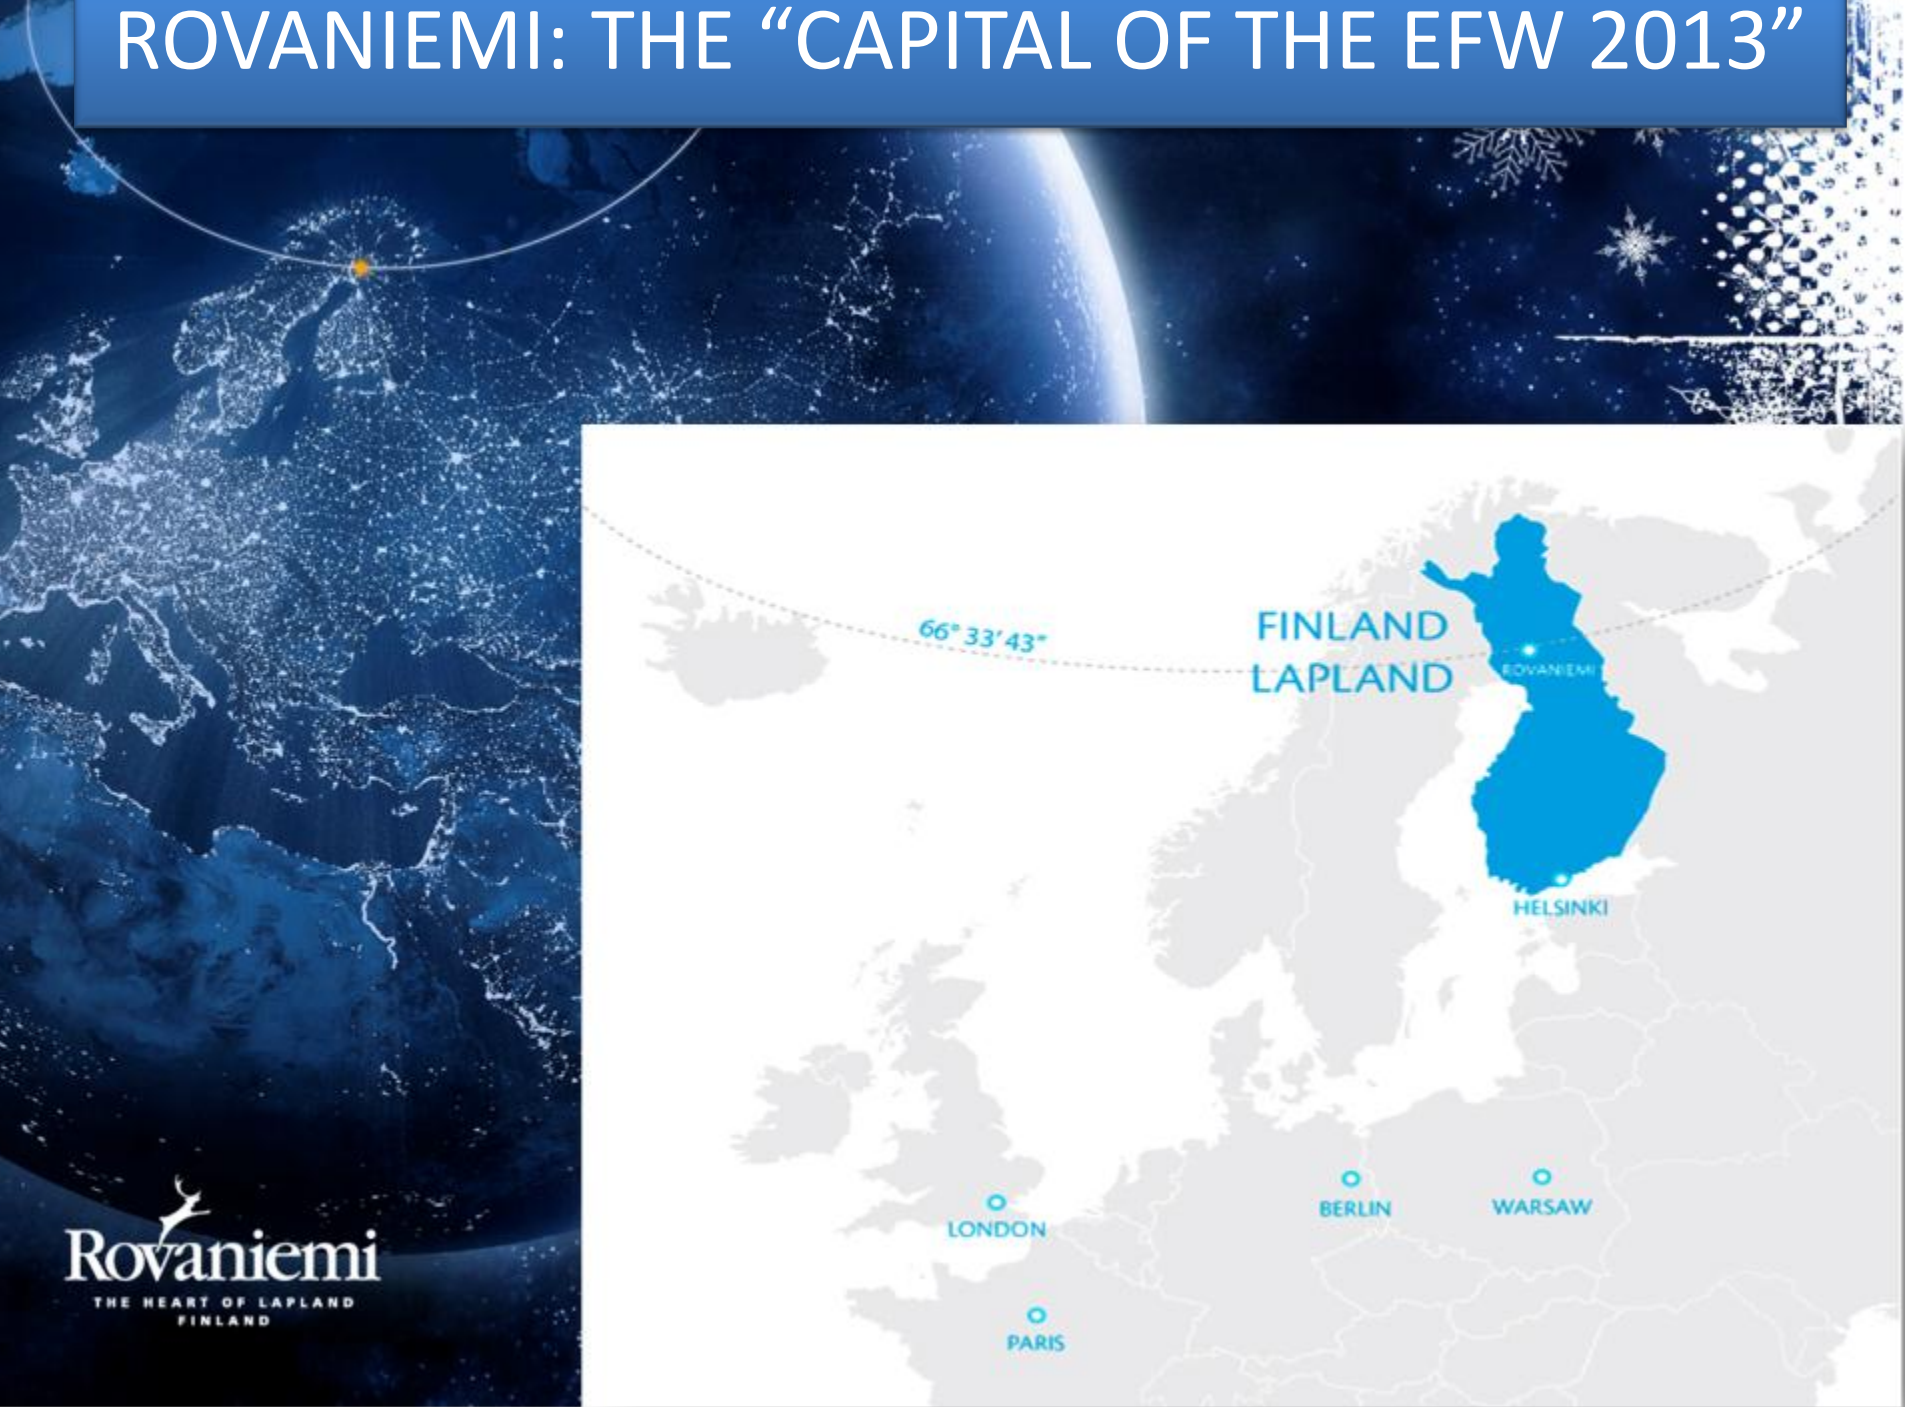 ROVANIEMI: THE “CAPITAL OF THE EFW 2013”
66° 33′ 43″
FINLAND
LAPLAND
ROVANIEMI
HELSINKI
BERLIN
WARSAW
LONDON
PARIS
Rovaniemi
THE HEART OF LAPLAND
FINLAND